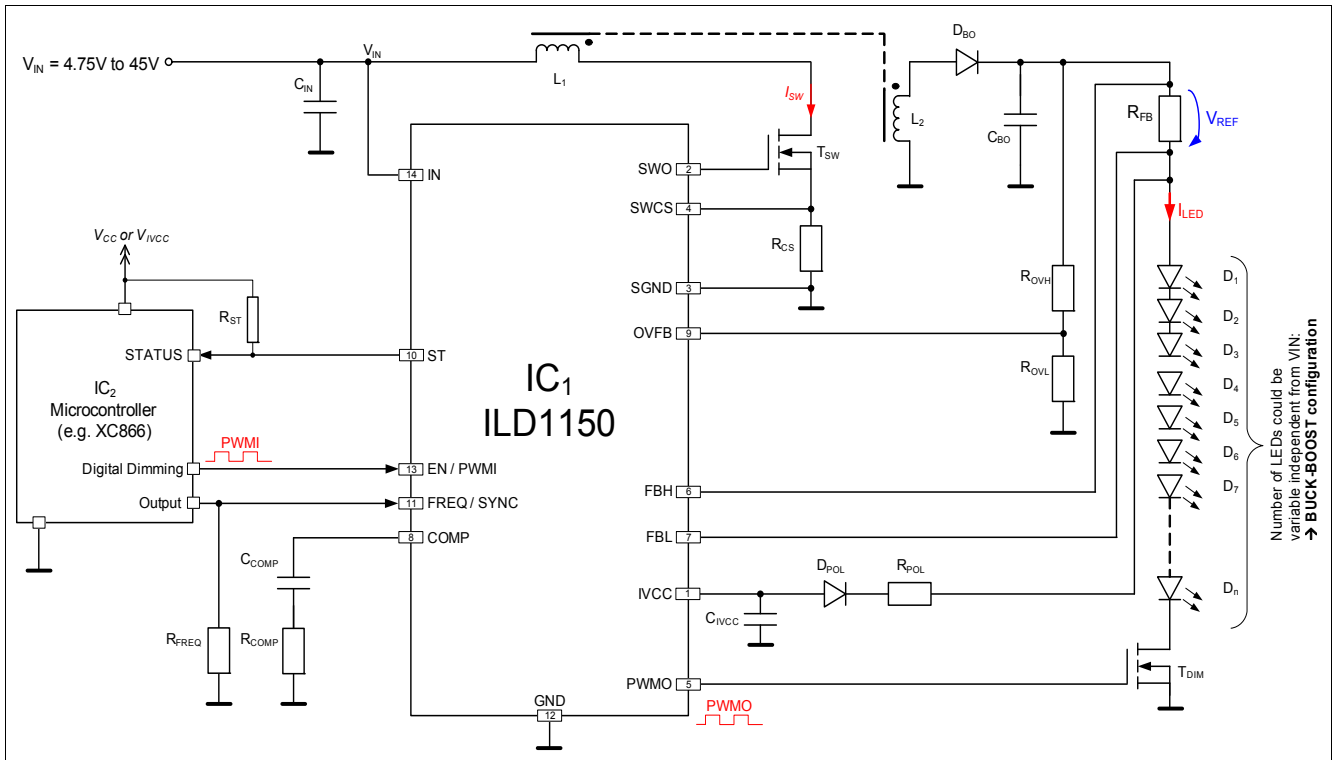 VIN = 4.75V to 45V
VIN
CIN
L1
ISW
L2
DBO
CBO
RFB
VREF
ILED
TSW
RCS
ROVH
ROVL
14 IN
SWO 2
SWCS 4
SGND 3
OVFB 9
VCC or VIVCC
RST
STATUS
10 ST
IC2
Microcontroller
(e.g. XC866)
PWMI
Digital Dimming
13 EN / PWMI
Output
11 FREQ / SYNC
8 COMP
CCOMP
RFREQ
RCOMP
IC1
ILD1150
FBH 6
FBL 7
IVCC 1
CIVCC
DPOL
RPOL
PWMO 5
PWMO
GND
12
TDIM
D1
D2
D3
D4
D5
D6
D7
Dn
Number of LEDs could be
variable independent from VIN:
→ BUCK-BOOST configuration